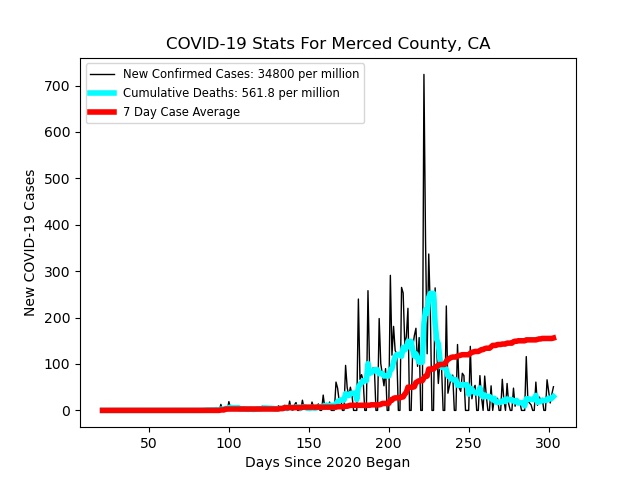 COVID-19 Stats For Merced County, CA
New Confirmed Cases: 34800 per million
Cumulative Deaths: 561.8 per million
7 Day Case Average
700
600
500
400
300
200
100
0
New COVID-19 Cases
50 100 150 200 250 300
Days Since 2020 Began